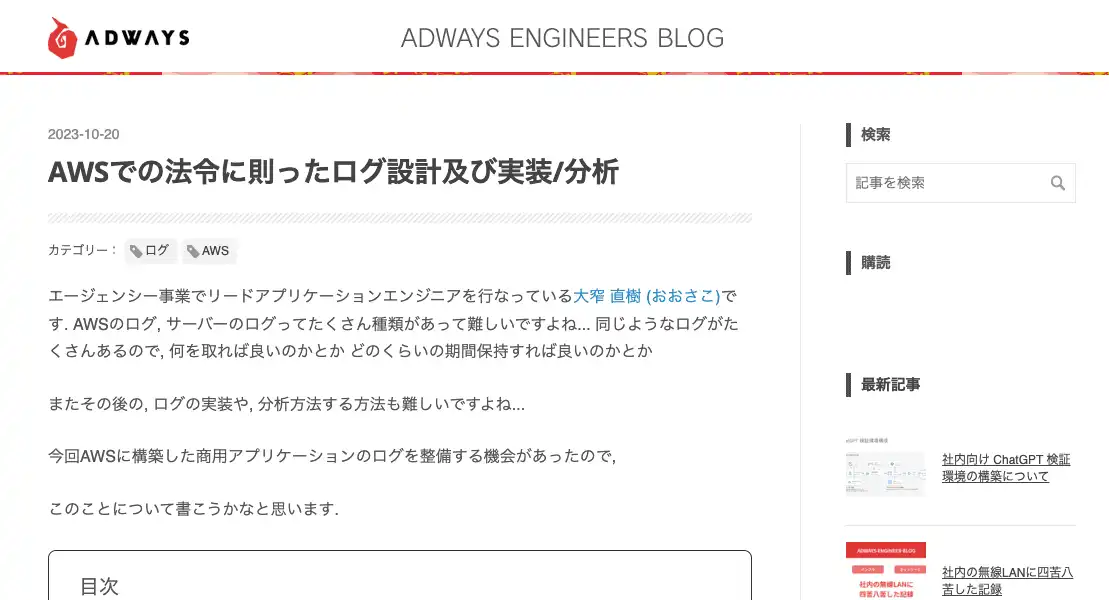 ADWAYS
ADWAYS ENGINEERS BLOG
2023-10-20
AWSでの法令に則ったログ設計及び実装/分析
カテゴリー：
ログ
AWS
エージェンシー事業でリードアプリケーションエンジニアを行なっている大窄 直樹 (おおさこ)で
す. AWSのログ, サーバーのログってたくさん種類があって難しいですよね... 同じようなログがた
くさんあるので, 何を取れば良いのかとか どのくらいの期間保持すれば良いのかとか
またその後の, ログの実装や, 分析方法する方法も難しいですよね...
今回AWSに構築した商用アプリケーションのログを整備する機会があったので,
このことについて書こうかなと思います.
目次
検索
記事を検索
購読
最新記事
社内向け ChatGPT 検証
環境の構築について
ADWAYS ENGINEER BLOG
社内の無線LANに
四苦八苦した記録
社内の無線LANに四苦八
苦した記録